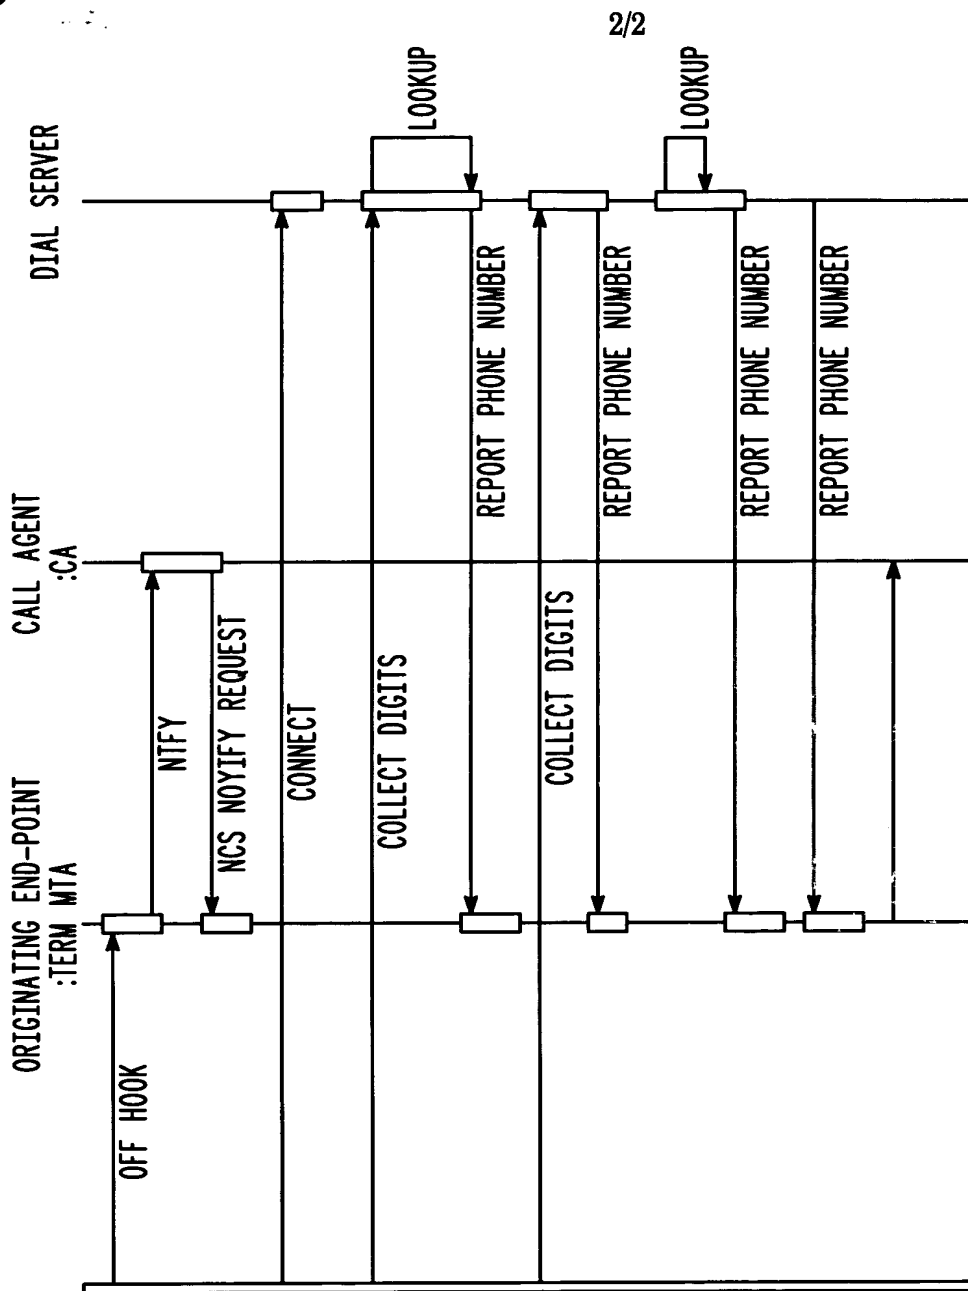 2/2
ORIGINATING END-POINT
:TERM MTA
CALL AGENT
:CA
DIAL SERVER
OFF HOOK
NTFY
NCS NOYIFY REQUEST
CONNECT
COLLECT DIGITS
LOOKUP
REPORT PHONE NUMBER
COLLECT DIGITS
REPORT PHONE NUMBER
LOOKUP
REPORT PHONE NUMBER
REPORT PHONE NUMBER